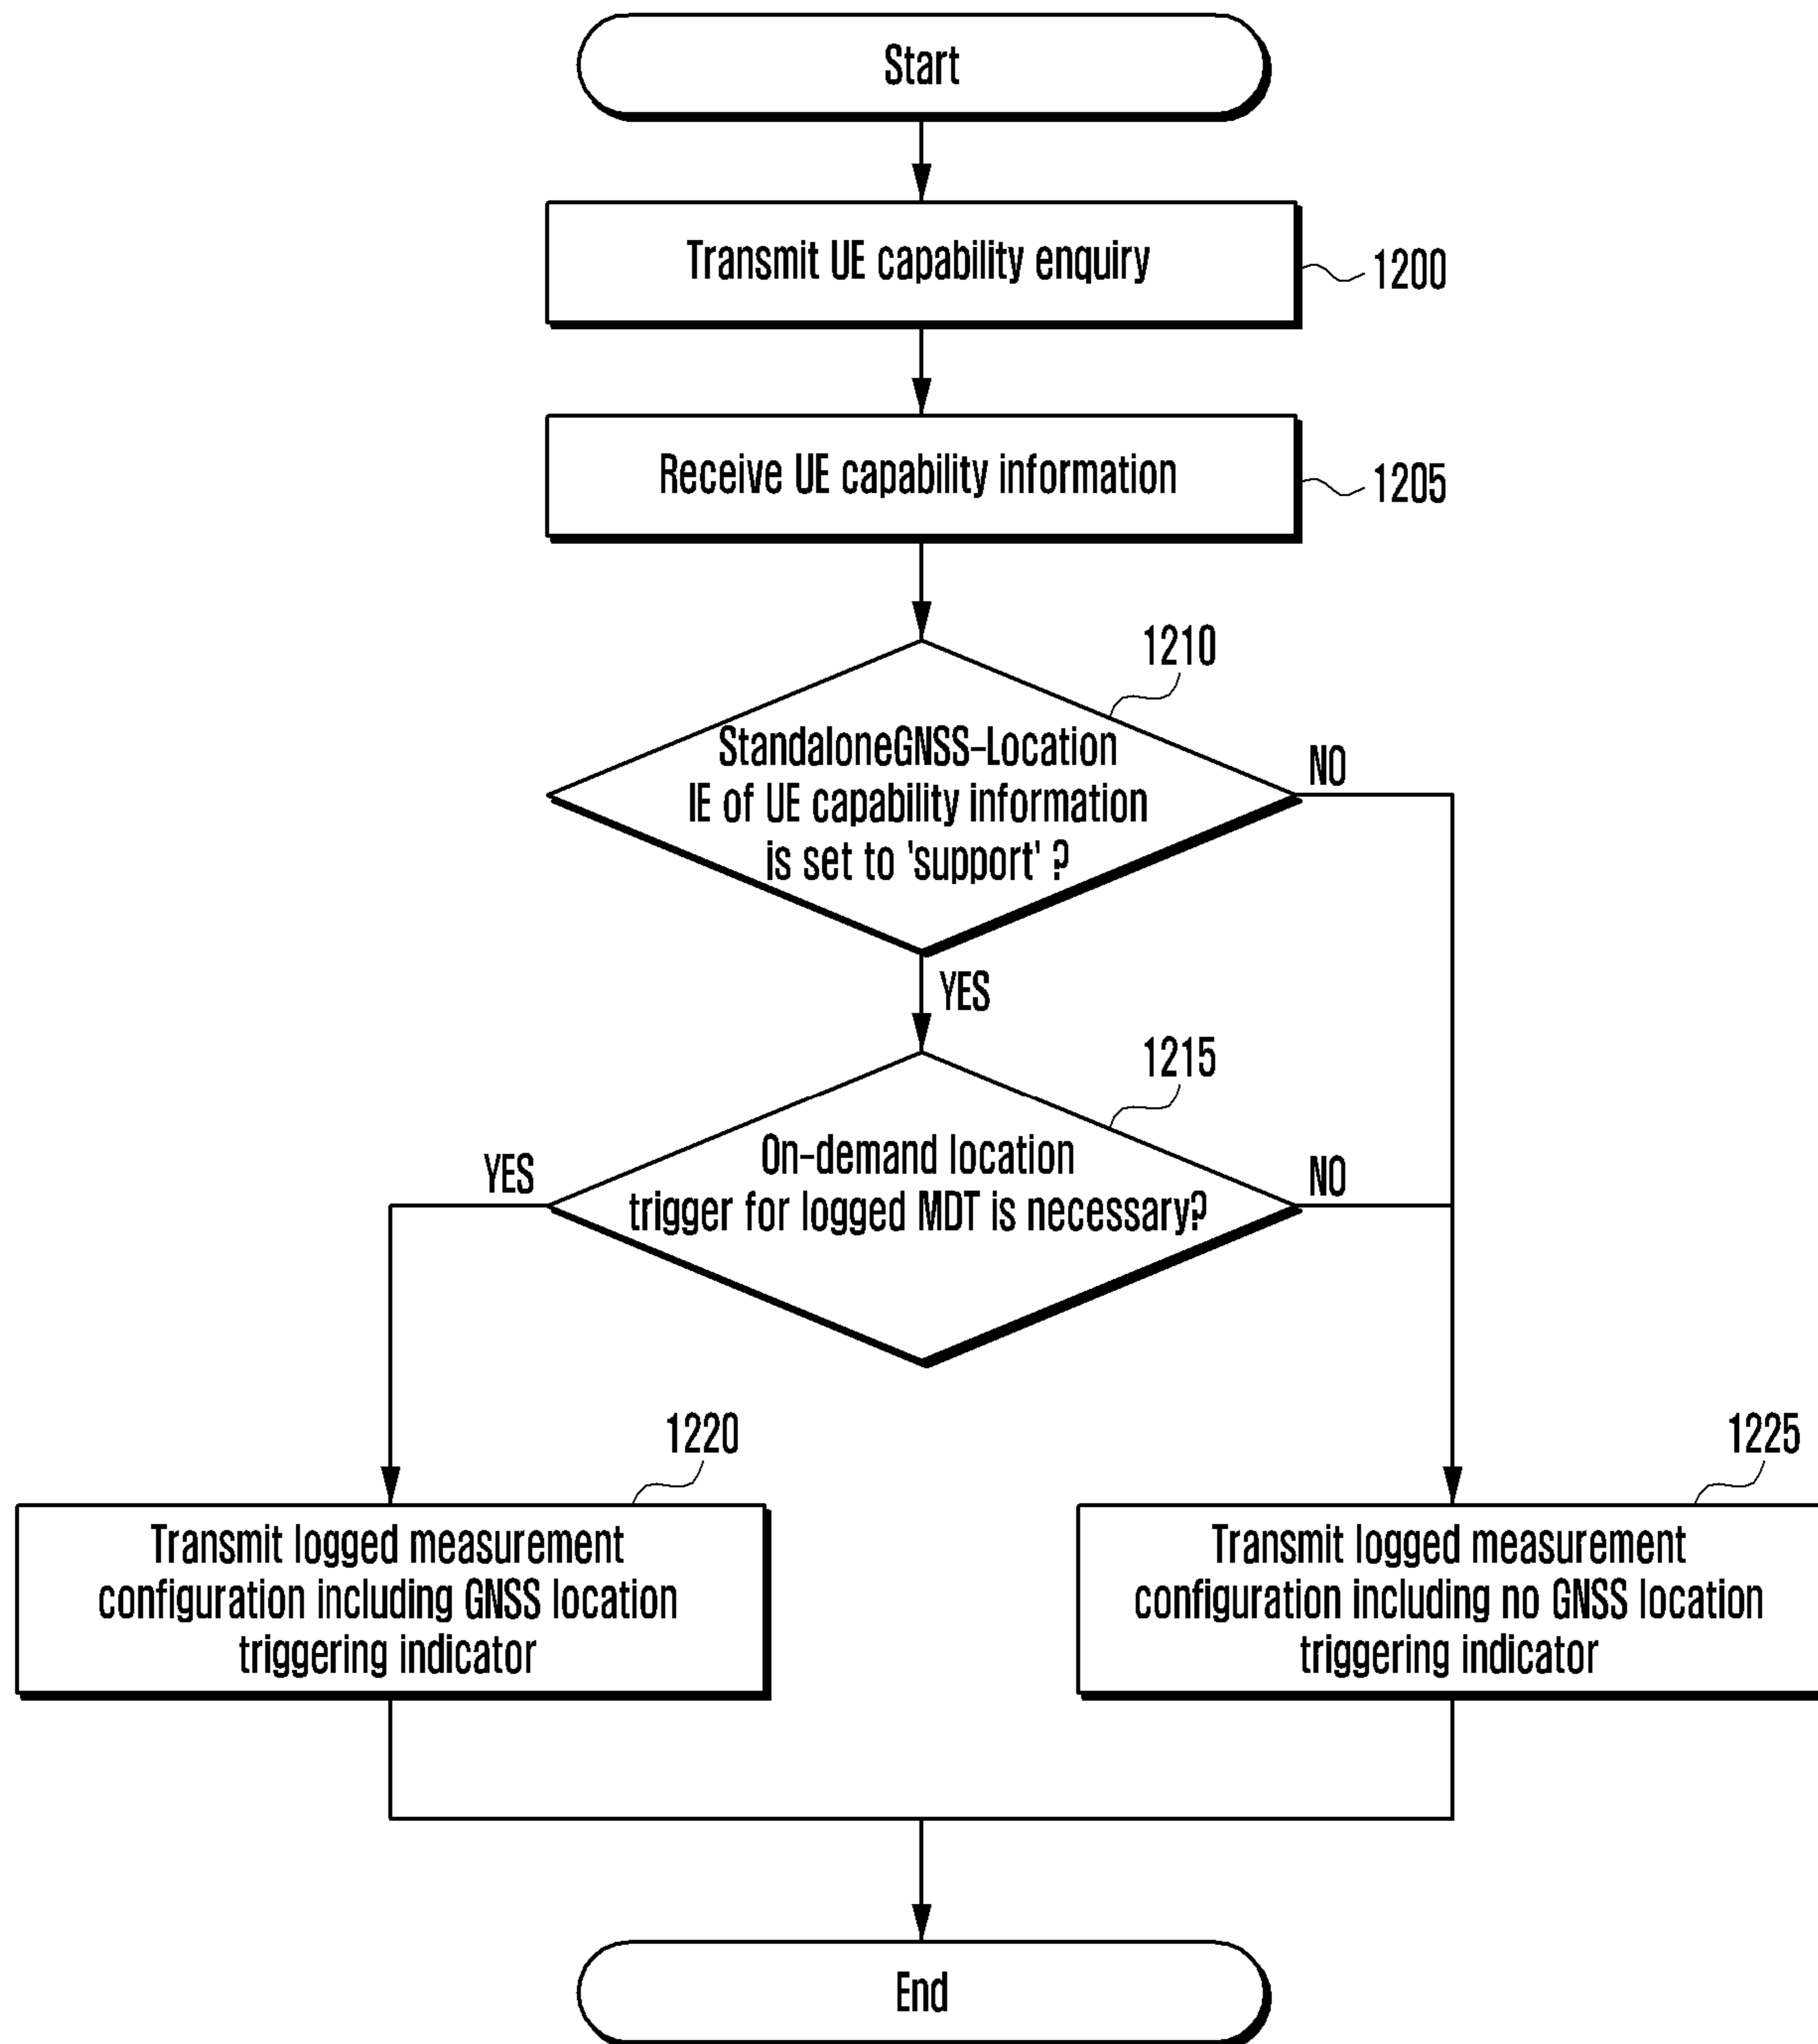 Start
Transmit UE capability enquiry
1200
Receive UE capability information
1205
1210
StandaloneGNSS-Location
IE of UE capability information
is set to 'support' ?
NO
YES
1215
On-demand location
trigger for logged MDT is necessary?
YES
NO
1220
Transmit logged measurement
configuration including GNSS location
triggering indicator
1225
Transmit logged measurement
configuration including no GNSS location
triggering indicator
End